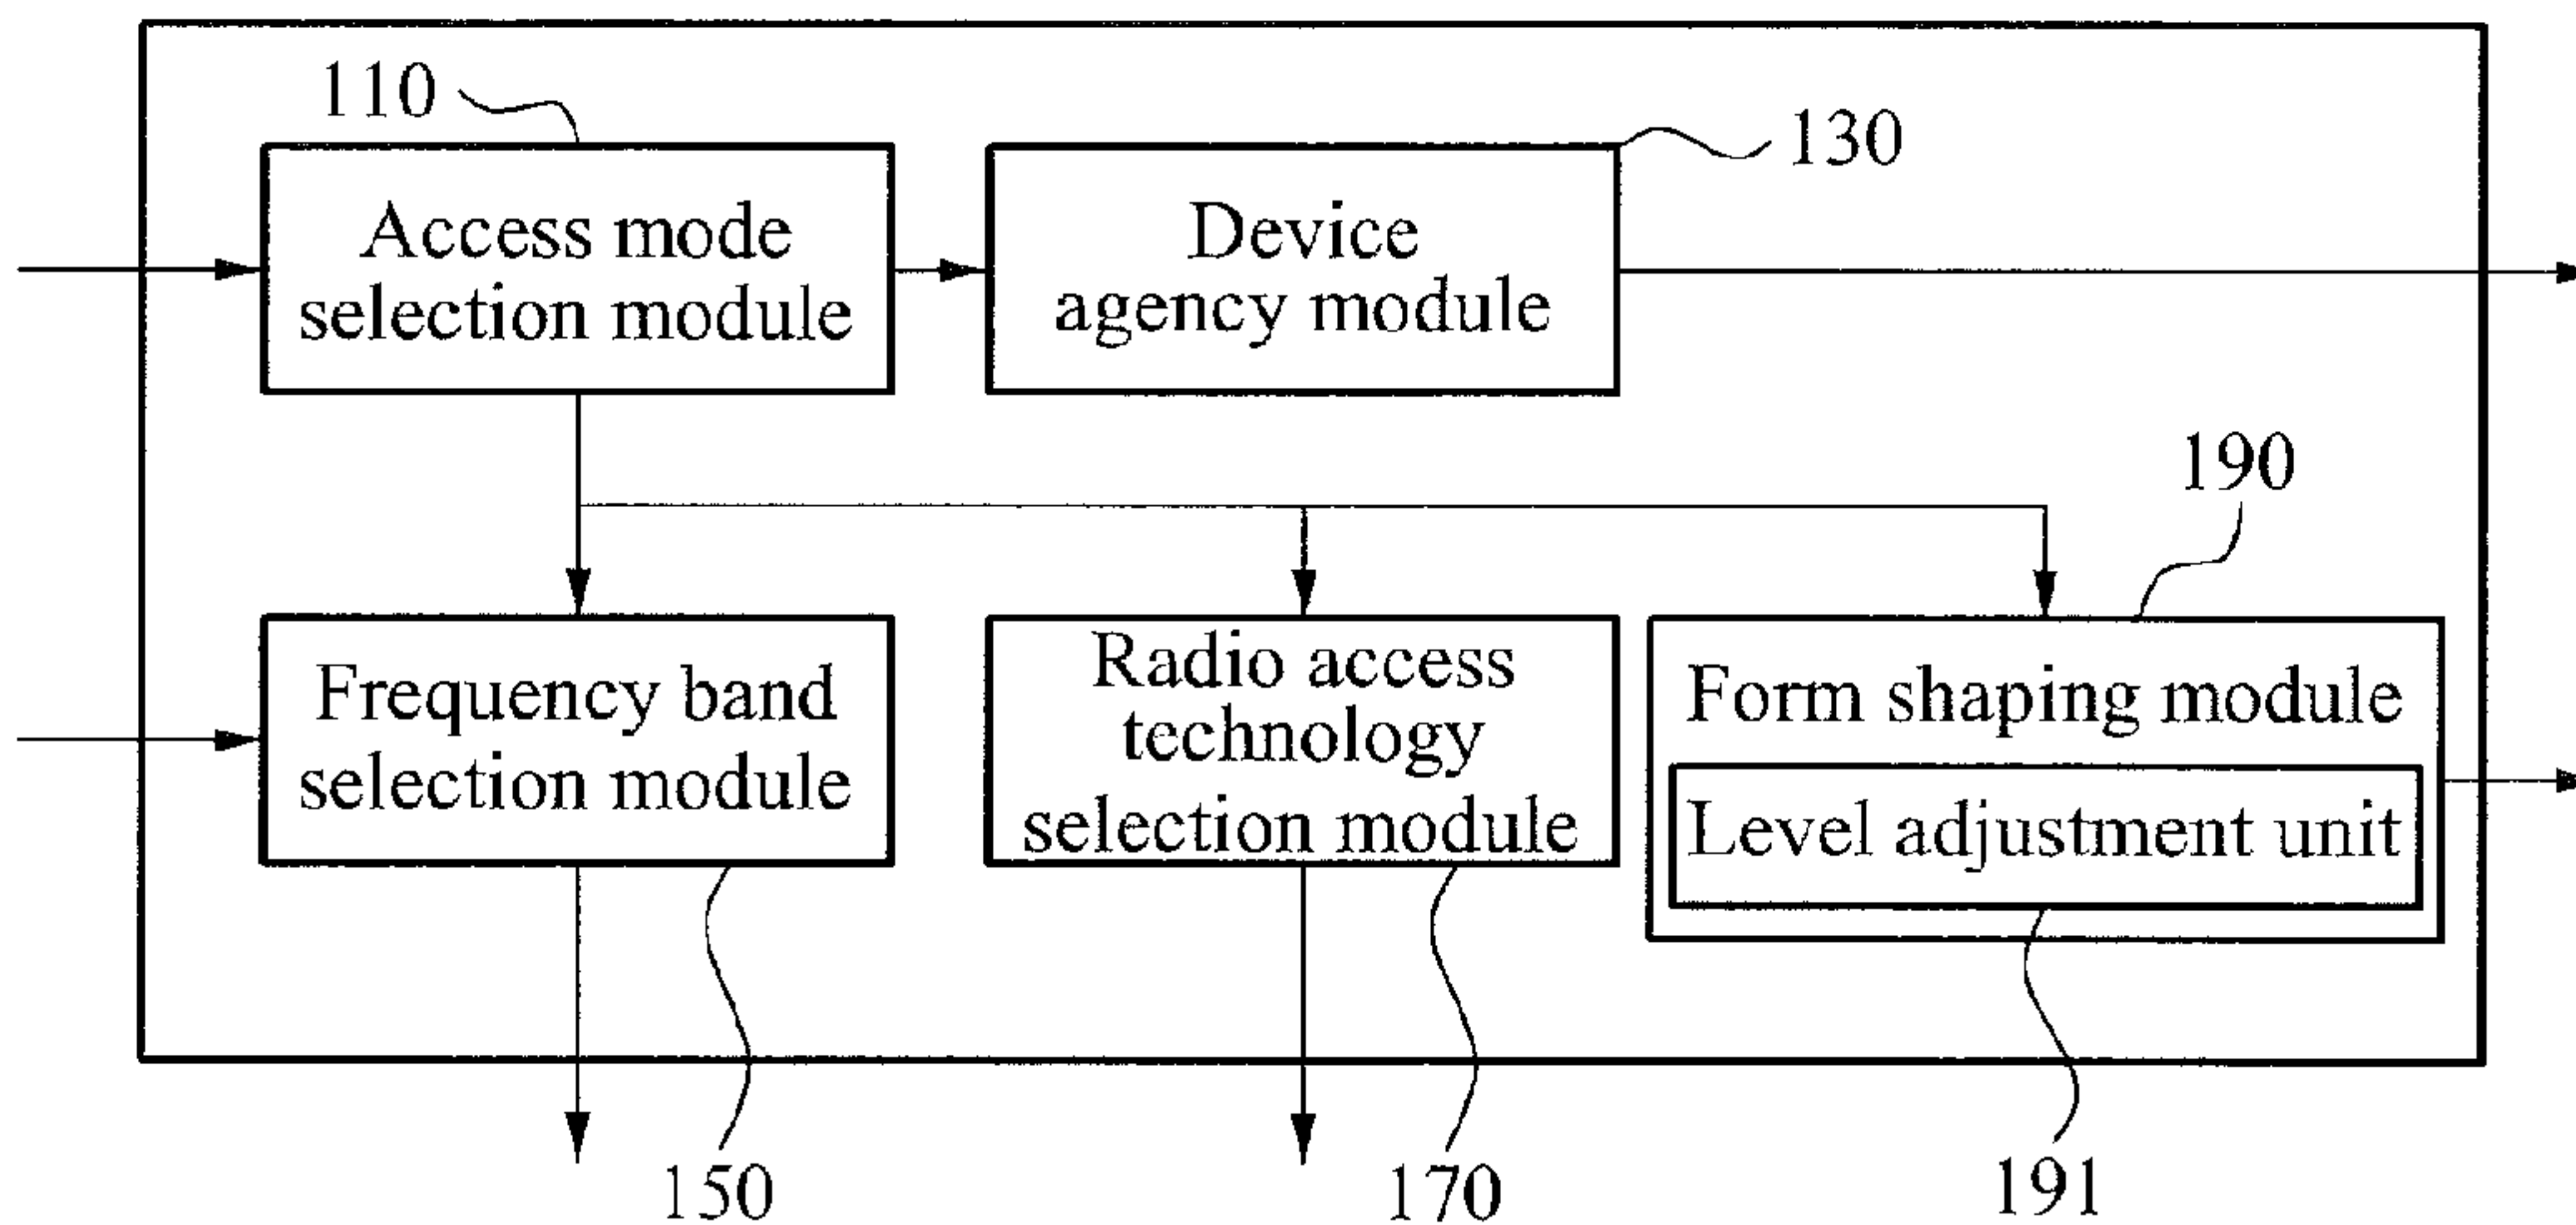 110
130
Access mode
selection module
Device
agency module
190
Frequency band
selection module
Radio access
technology
selection module
Form shaping module
Level adjustment unit
150
170
191